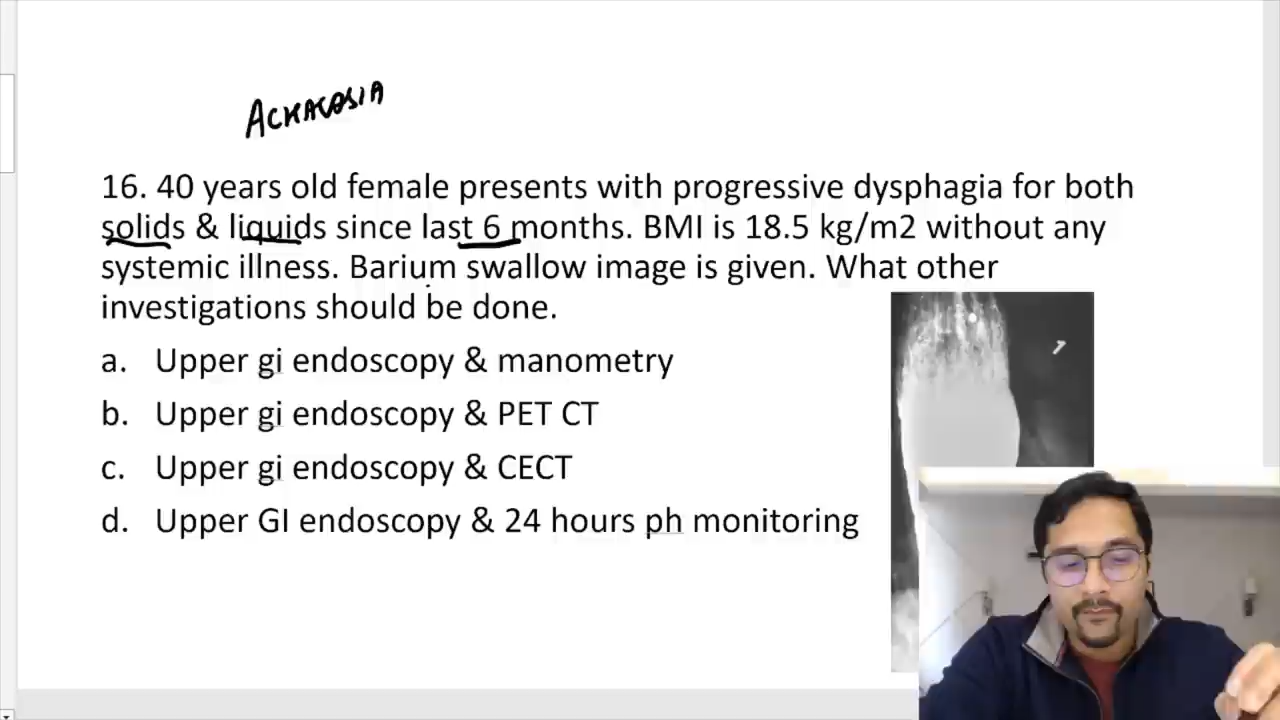 ACHALASIA
16. 40 years old female presents with progressive dysphagia for both
solids & liquids since last 6 months. BMI is 18.5 kg/m2 without any
systemic illness. Barium swallow image is given. What other
investigations should be done.
a. Upper gi endoscopy & manometry
b. Upper gi endoscopy & PET CT
c. Upper gi endoscopy & CECT
d. Upper GI endoscopy & 24 hours ph monitoring